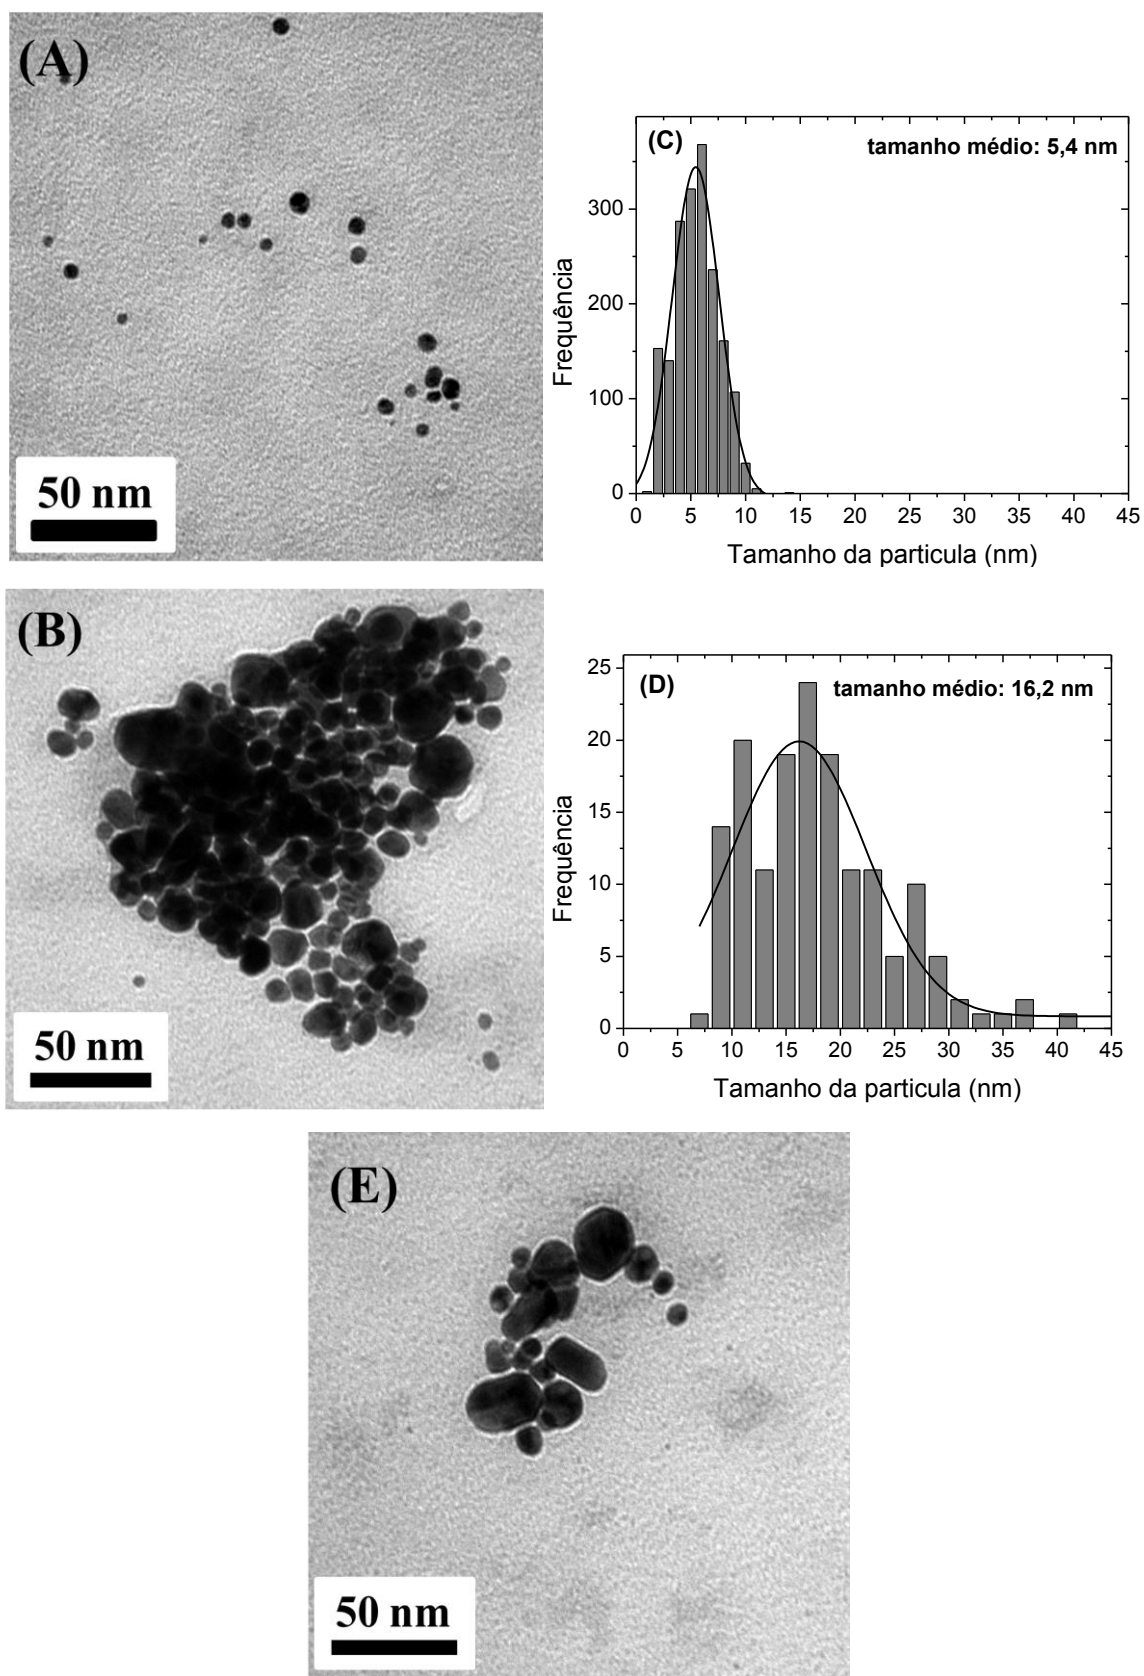 (A)
50 nm
(C)
tamanho médio: 5,4 nm
300
200
100
0
Frequência
0 5 10 15 20 25 30 35 40 45
Tamanho da particula (nm)
(B)
50 nm
(D)
tamanho médio: 16,2 nm
25
20
15
10
5
0
Frequência
0 5 10 15 20 25 30 35 40 45
Tamanho da particula (nm)
(E)
50 nm